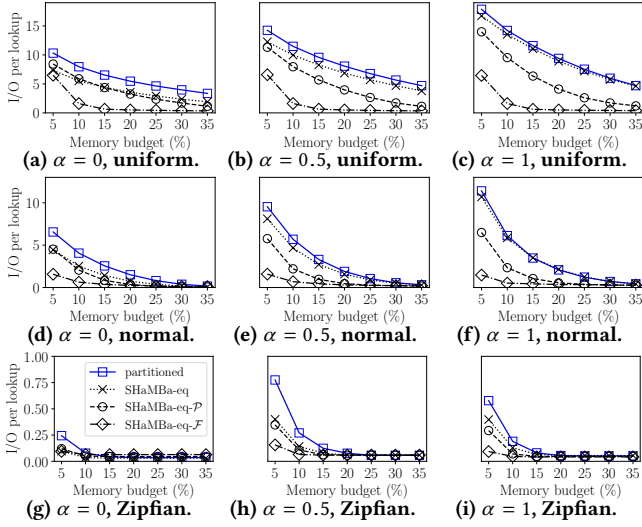 I/O per lookup
15
10
5
0
5 10 15 20 25 30 35
5 10 15 20 25 30 35
5 10 15 20 25 30 35
Memory budget (%)
Memory budget (%)
Memory budget (%)
(a) α = 0, uniform.
(b) α = 0.5, uniform.
(c) α = 1, uniform.
I/O per lookup
10
5
0
5 10 15 20 25 30 35
5 10 15 20 25 30 35
5 10 15 20 25 30 35
Memory budget (%)
Memory budget (%)
Memory budget (%)
(d) α = 0, normal.
(e) α = 0.5, normal.
(f) α = 1, normal.
I/O per lookup
1.00
0.75
0.50
0.25
0.00
partitioned
SHaMBa-eq
SHaMBa-eq-𝒫
SHaMBa-eq-ℱ
5 10 15 20 25 30 35
5 10 15 20 25 30 35
5 10 15 20 25 30 35
Memory budget (%)
Memory budget (%)
Memory budget (%)
(g) α = 0, Zipfian.
(h) α = 0.5, Zipfian.
(i) α = 1, Zipfian.